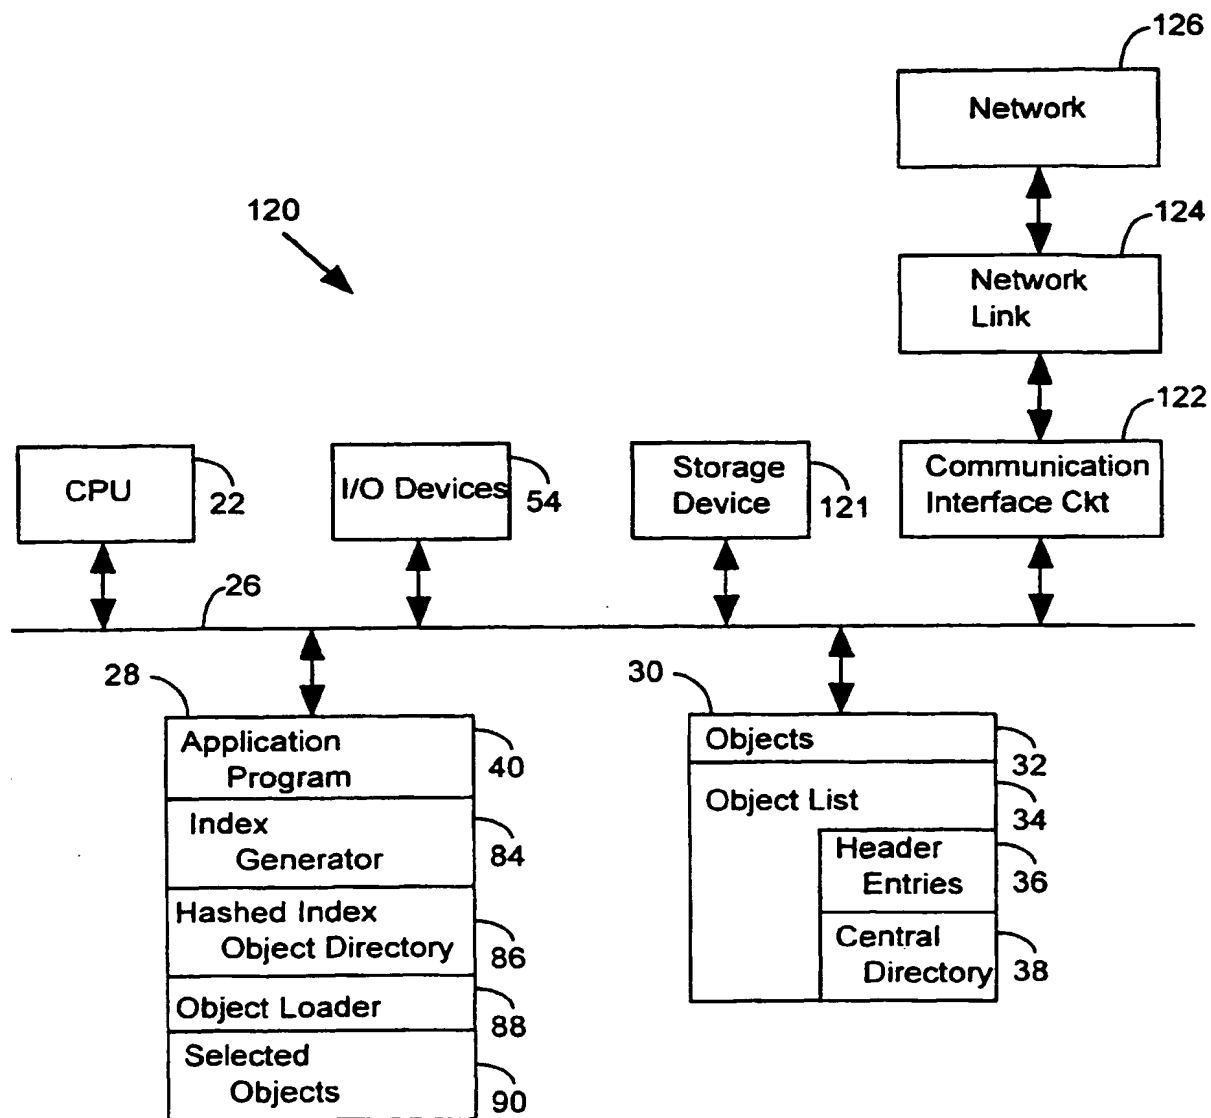 126
Network
120
124
Network
Link
122
CPU
22
I/O Devices
54
Storage
Device
121
Communication
Interface Ckt
26
28
Application
Program
40
Index
Generator
84
Hashed Index
Object Directory
86
Object Loader
88
Selected
Objects
90
30
Objects
32
Object List
34
Header
Entries
36
Central
Directory
38